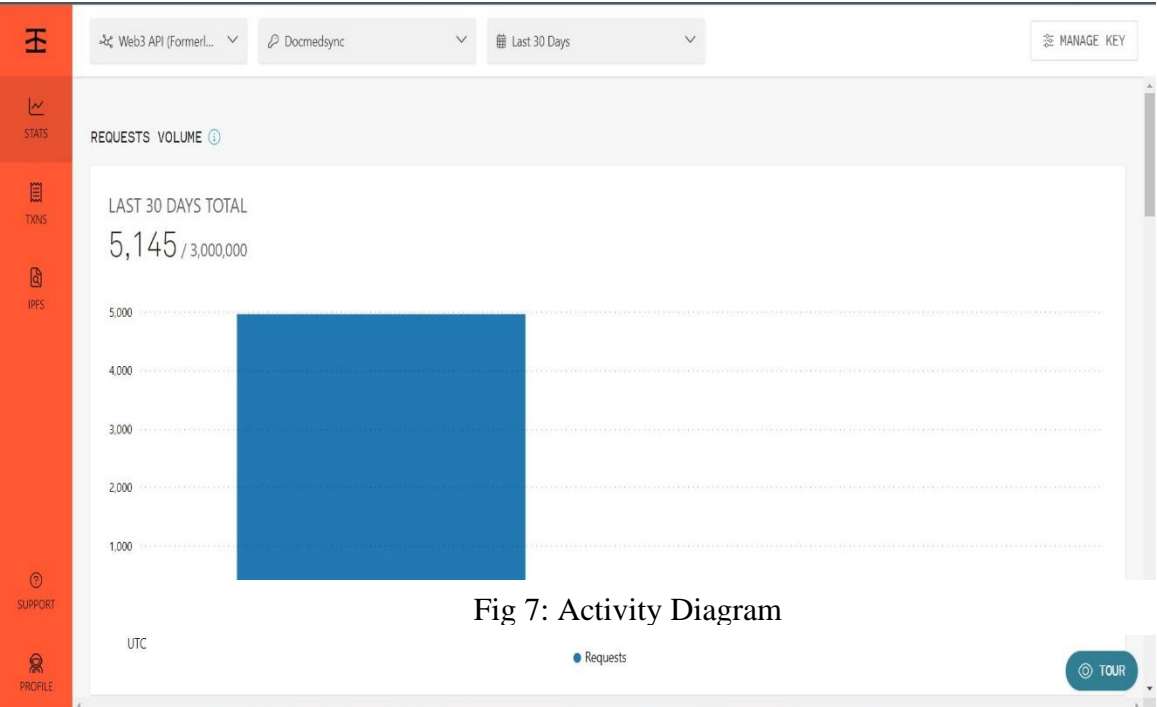 Web3 API (Formerl... Docmedsync Last 30 Days MANAGE KEY
STATS
TXNS
IPFS
SUPPORT
PROFILE
REQUESTS VOLUME
LAST 30 DAYS TOTAL
5,145 / 3,000,000
5,000
4,000
3,000
2,000
1,000
Fig 7: Activity Diagram
UTC
Requests
TOUR